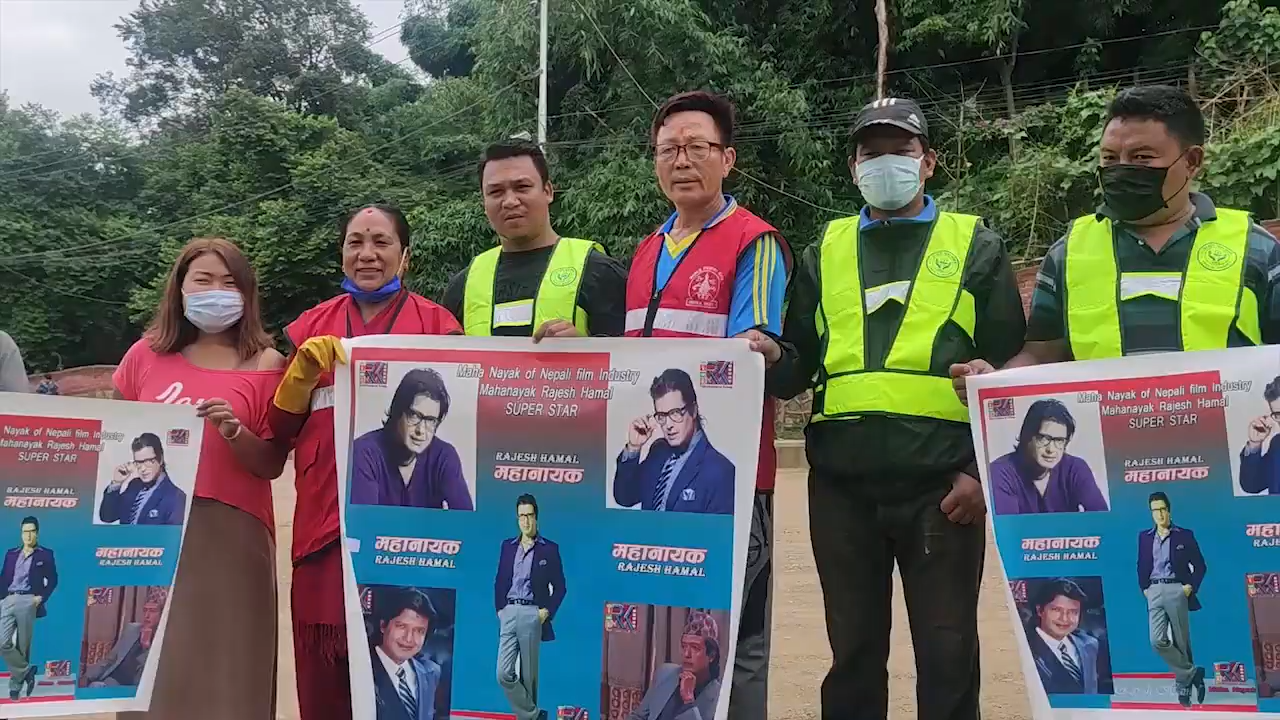 Nayak of Nepali film Industry
Mahanayak Rajesh Hamal
SUPER STAR
RAJESH HAMAL
महानायक
महानायक
RAJESH HAMAL
Maha Nayak of Nepali film Industry
Mahanayak Rajesh Hamal
SUPER STAR
RAJESH HAMAL
महानायक
महानायक
RAJESH HAMAL
महानायक
RAJESH HAMAL
Maha Nayak of Nepali film Industry
Mahanayak Rajesh Hamal
SUPER STAR
RAJESH HAMAL
महानायक
महानायक
RAJESH HAMAL